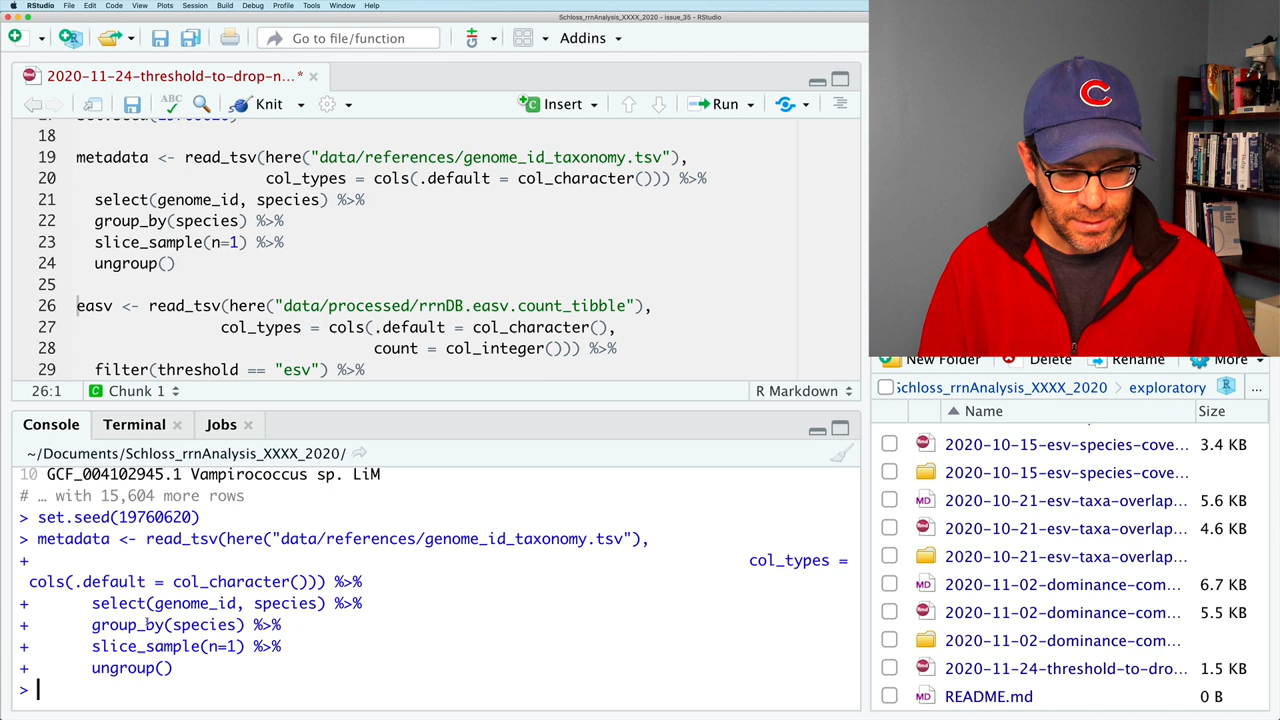 RStudio File Edit Code View Plots Session Build Debug Profile Tools Window Help
Schloss_rrnAnalysis_XXXX_2020 - issue_35 - RStudio
Go to file/function Addins
2020-11-24-threshold-to-drop-n...*
ABC Knit Insert Run
18
19 metadata <- read_tsv(here("data/references/genome_id_taxonomy.tsv"),
20 col_types = cols(.default = col_character())) %>%
21 select(genome_id, species) %>%
22 group_by(species) %>%
23 slice_sample(n=1) %>%
24 ungroup()
25
26 easv <- read_tsv(here("data/processed/rrnDB.easv.count_tibble"),
27 col_types = cols(.default = col_character(),
28 count = col_integer())) %>%
29 filter(threshold == "esv") %>%
26:1 C Chunk 1 R Markdown
Console Terminal Jobs
~/Documents/Schloss_rrnAnalysis_XXXX_2020/
10 GCF_004102945.1 Vampirococcus sp. LiM
# … with 15,604 more rows
> set.seed(19760620)
> metadata <- read_tsv(here("data/references/genome_id_taxonomy.tsv"),
+ col_types =
cols(.default = col_character())) %>%
+ select(genome_id, species) %>%
+ group_by(species) %>%
+ slice_sample(n=1) %>%
+ ungroup()
>
New Folder Delete Rename More
Schloss_rrnAnalysis_XXXX_2020 > exploratory ...
Name Size
2020-10-15-esv-species-cove... 3.4 KB
2020-10-15-esv-species-cove...
2020-10-21-esv-taxa-overlap... 5.6 KB
2020-10-21-esv-taxa-overlap... 4.6 KB
2020-10-21-esv-taxa-overlap...
2020-11-02-dominance-com... 6.7 KB
2020-11-02-dominance-com... 5.5 KB
2020-11-02-dominance-com...
2020-11-24-threshold-to-dro... 1.5 KB
README.md 0 B